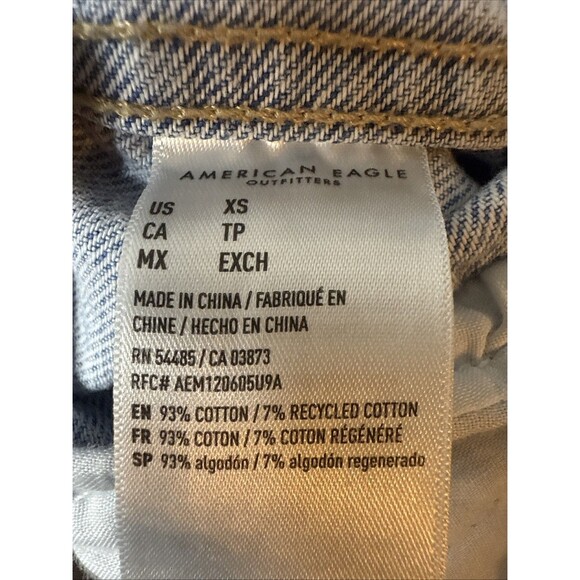 AMERICAN EAGLE
OUTFITTERS
US XS
CA TP
MX EXCH
MADE IN CHINA / FABRIQUÉ EN
CHINE / HECHO EN CHINA
RN 54485 / CA 03873
RFC# AEM120605U9A
EN 93% COTTON / 7% RECYCLED COTTON
FR 93% COTON / 7% COTON RÉGÉNÉRÉ
SP 93% algodón / 7% algodón regenerado